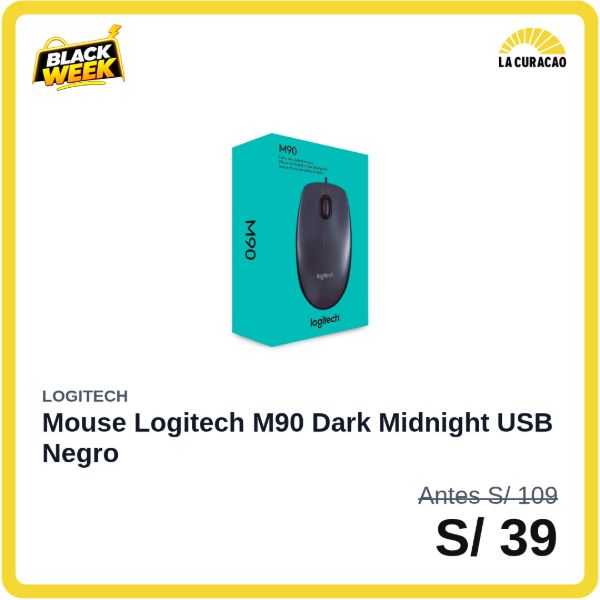 BLACK
WEEK
LA CURACAO
M90
M90
logitech
logitech
LOGITECH
Mouse Logitech M90 Dark Midnight USB
Negro
Antes S/ 109
S/ 39